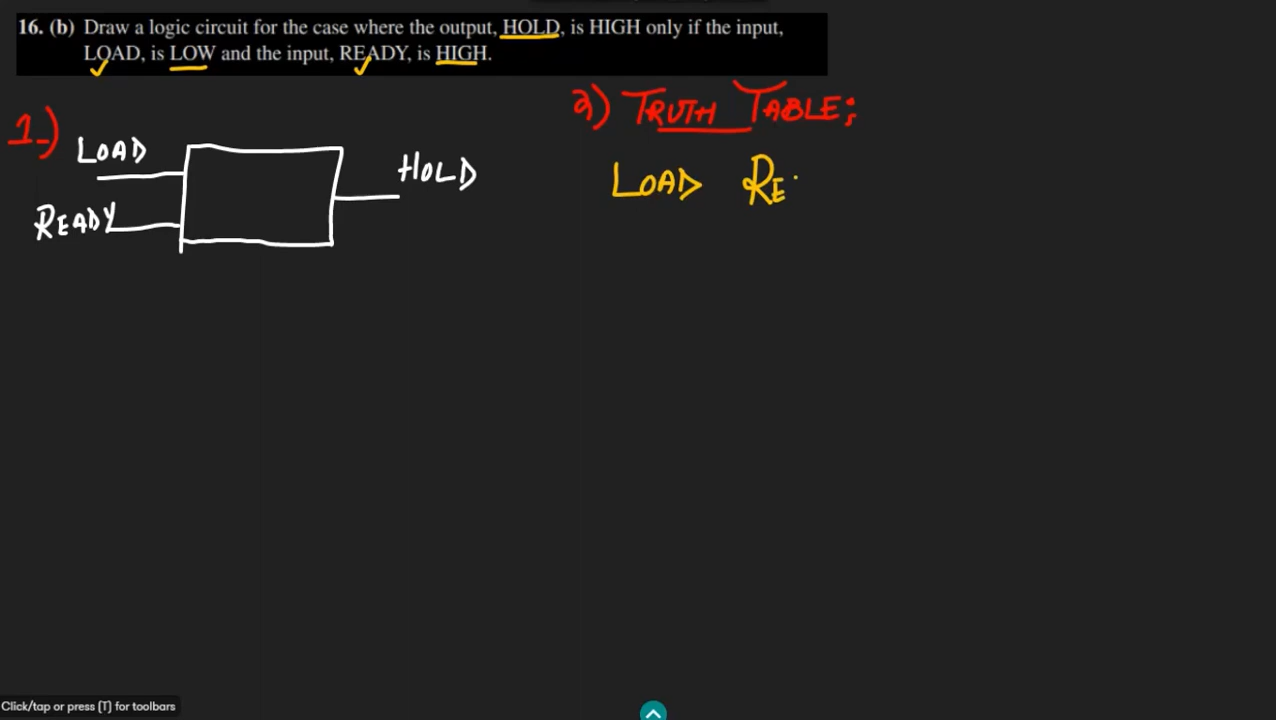 16. (b) Draw a logic circuit for the case where the output, HOLD, is HIGH only if the input,
LOAD, is LOW and the input, READY, is HIGH.
1-)
LOAD
READY
HOLD
2) TRUTH TABLE:
LOAD RE
Click/tap or press (T) for toolbars